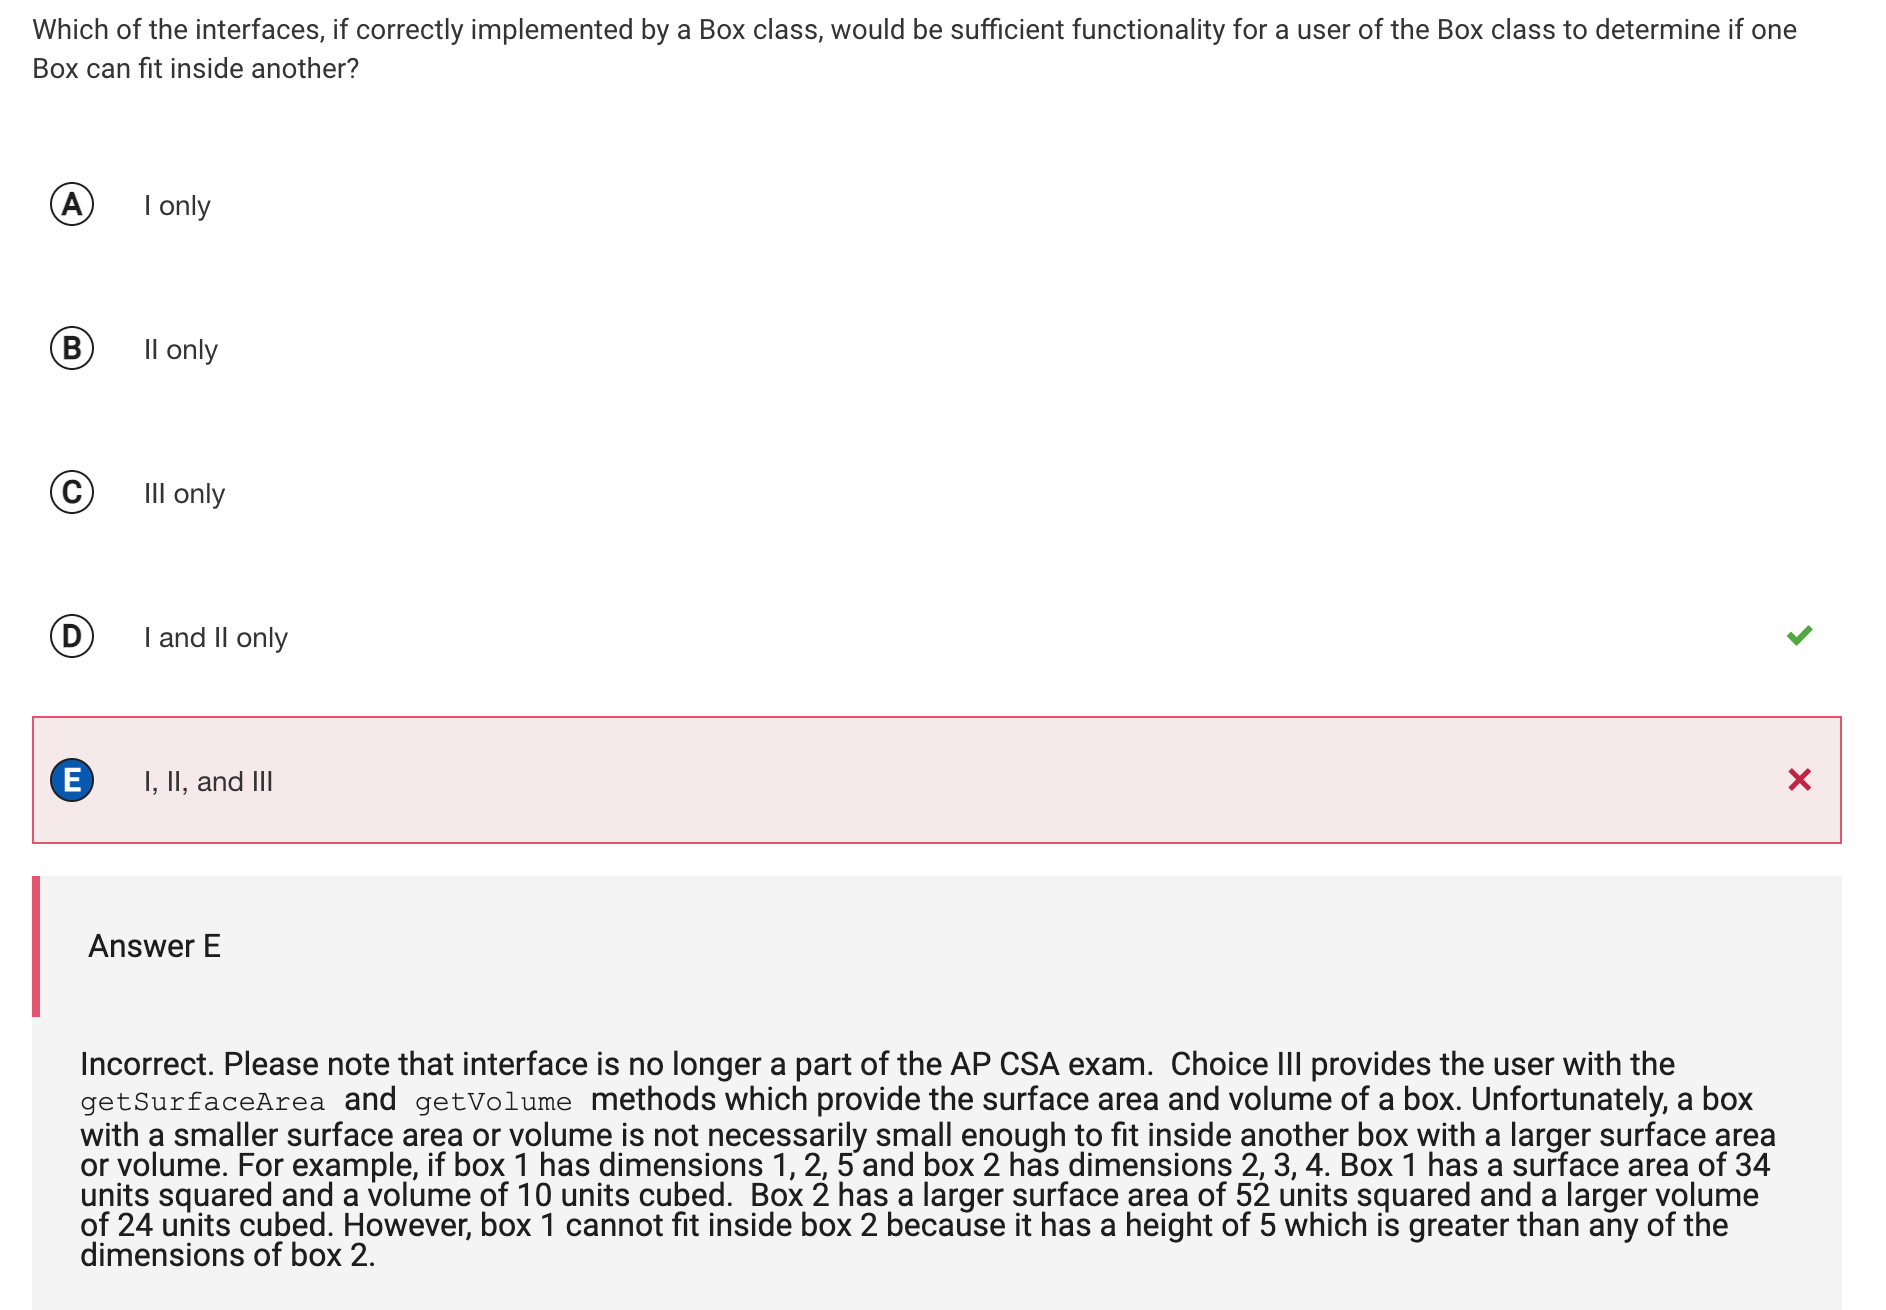 Which of the interfaces, if correctly implemented by a Box class, would be sufficient functionality for a user of the Box class to determine if one
Box can fit inside another?
A I only
B II only
C III only
D I and II only
E I, II, and III
Answer E
Incorrect. Please note that interface is no longer a part of the AP CSA exam.  Choice III provides the user with the
getSurfaceArea and getVolume methods which provide the surface area and volume of a box. Unfortunately, a box
with a smaller surface area or volume is not necessarily small enough to fit inside another box with a larger surface area
or volume. For example, if box 1 has dimensions 1, 2, 5 and box 2 has dimensions 2, 3, 4. Box 1 has a surface area of 34
units squared and a volume of 10 units cubed.  Box 2 has a larger surface area of 52 units squared and a larger volume
of 24 units cubed. However, box 1 cannot fit inside box 2 because it has a height of 5 which is greater than any of the
dimensions of box 2.